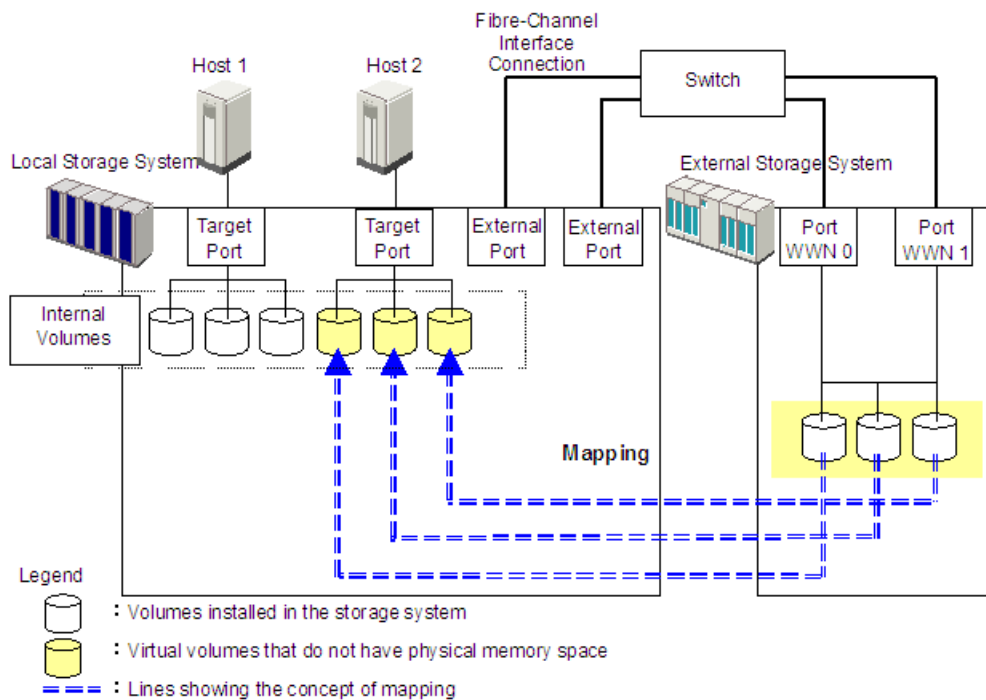 Fibre-Channel
Interface
Connection
Host 1
Host 2
Switch
Local Storage System
External Storage System
Target
Port
Target
Port
External
Port
External
Port
Port
WWN 0
Port
WWN 1
Internal
Volumes
Mapping
Legend
: Volumes installed in the storage system
: Virtual volumes that do not have physical memory space
: Lines showing the concept of mapping